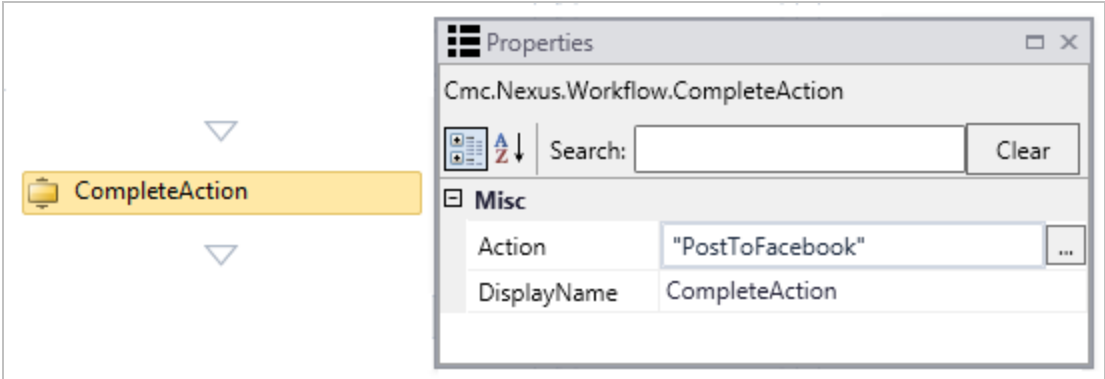 Properties
Cmc.Nexus.Workflow.CompleteAction
A
Z
Search:
Clear
CompleteAction
Misc
Action "PostToFacebook" ...
DisplayName CompleteAction